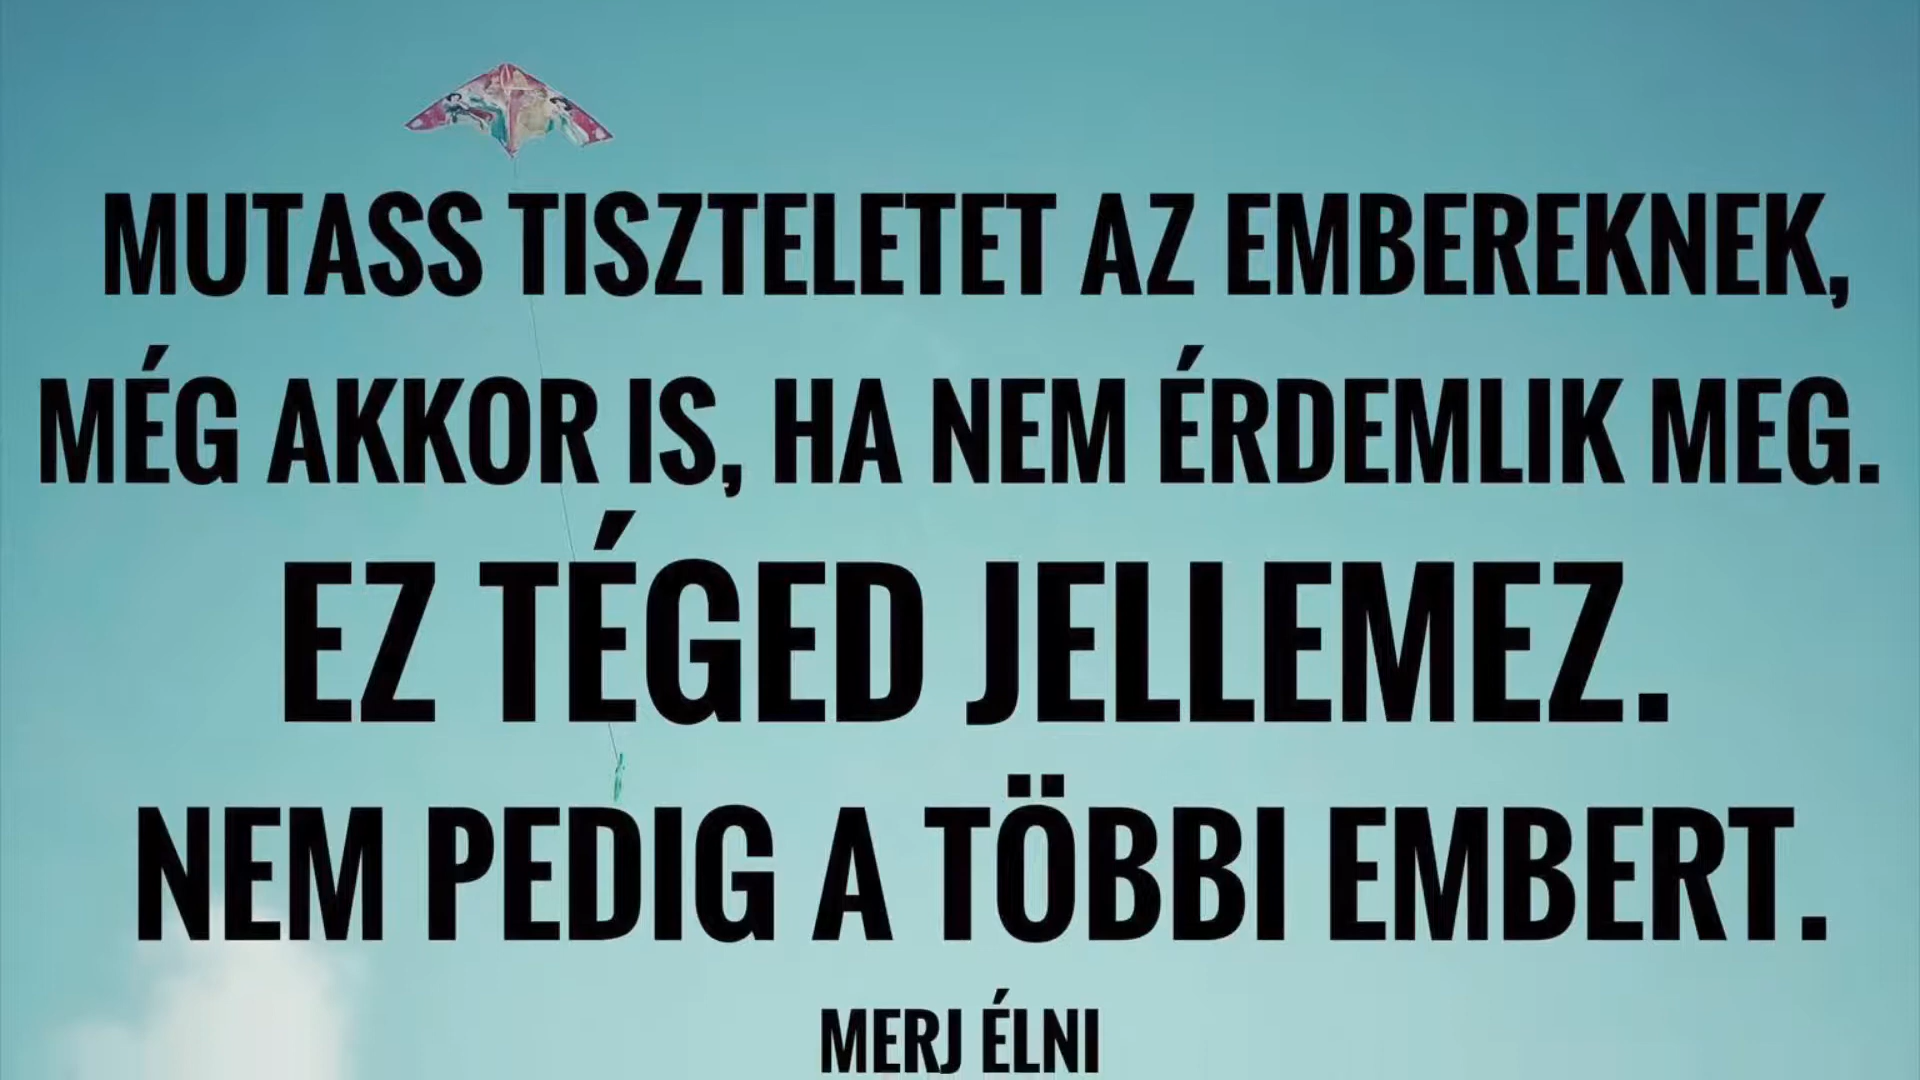 MUTASS TISZTELETET AZ EMBEREKNEK,
MÉG AKKOR IS, HA NEM ÉRDEMLIK MEG.
EZ TÉGED JELLEMEZ.
NEM PEDIG A TÖBBI EMBERT.
MERJ ÉLNI